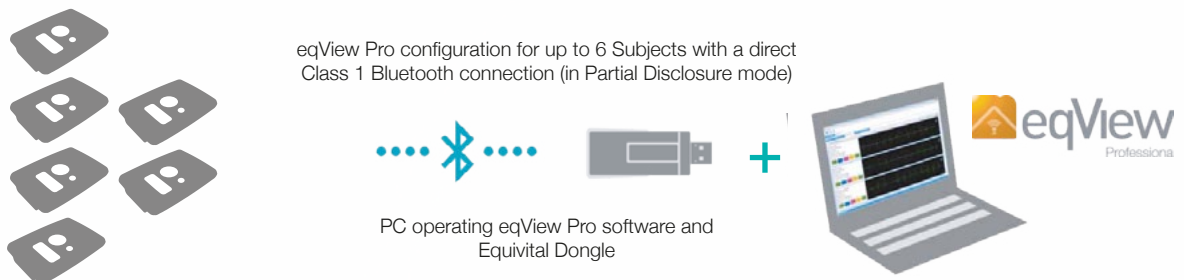 eqView Pro configuration for up to 6 Subjects with a direct
Class 1 Bluetooth connection (in Partial Disclosure mode)
eqView
Professiona
PC operating eqView Pro software and
Equivital Dongle